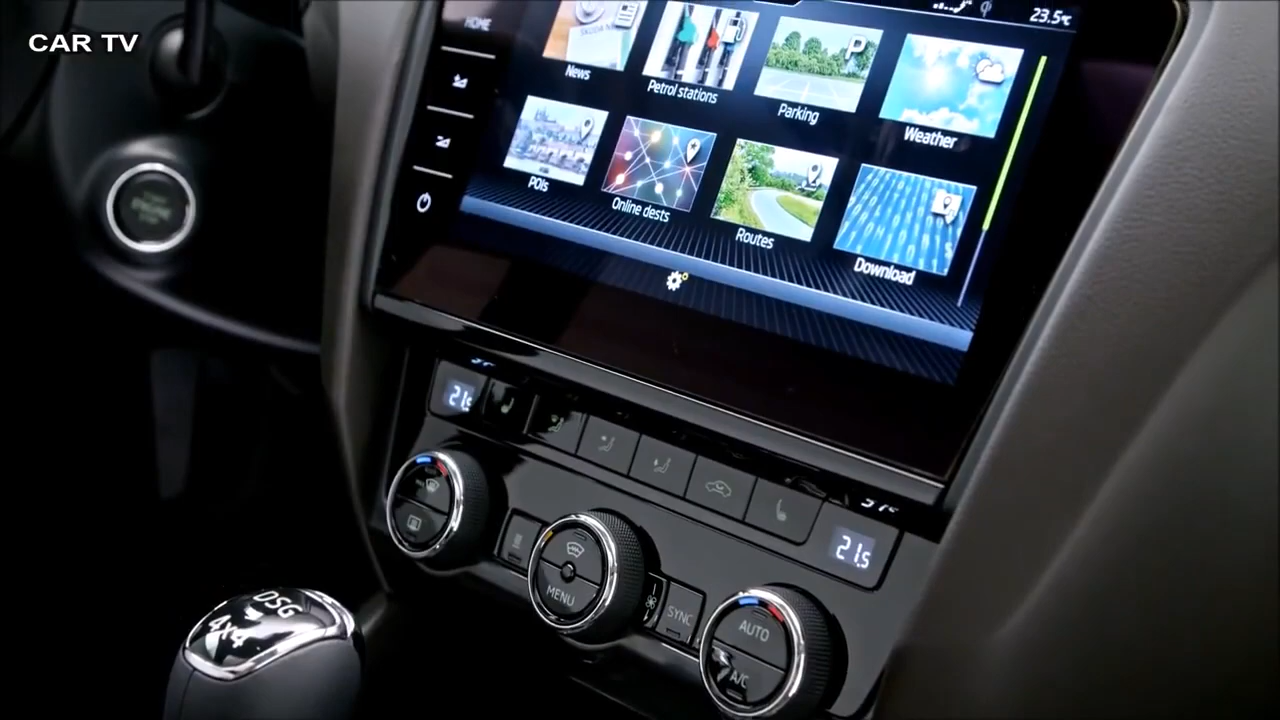 CAR TV
HOME
23.5°C
News
Petrol stations
Parking
Weather
POIs
Online dests
Routes
Download
21.5
21.5
MENU
SYNC
AUTO
A/C
DSG
4x4